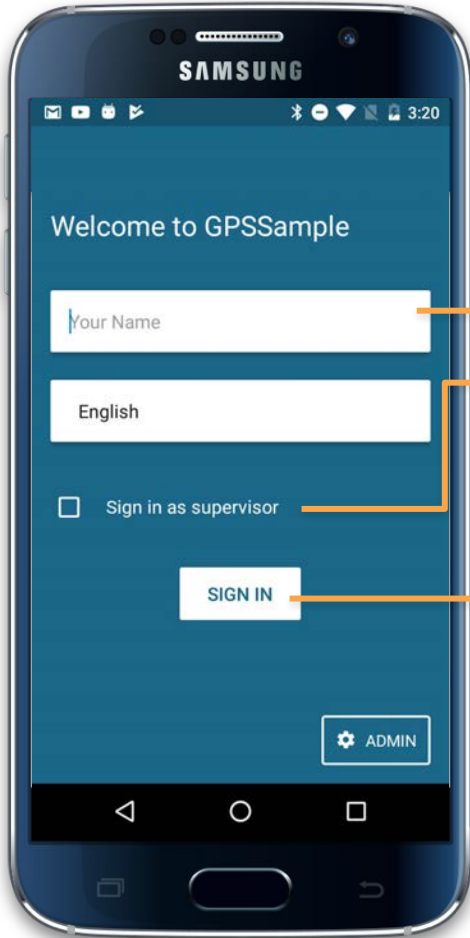 SAMSUNG
3:20
Welcome to GPSSample
Your Name
English
Sign in as supervisor
SIGN IN
ADMIN